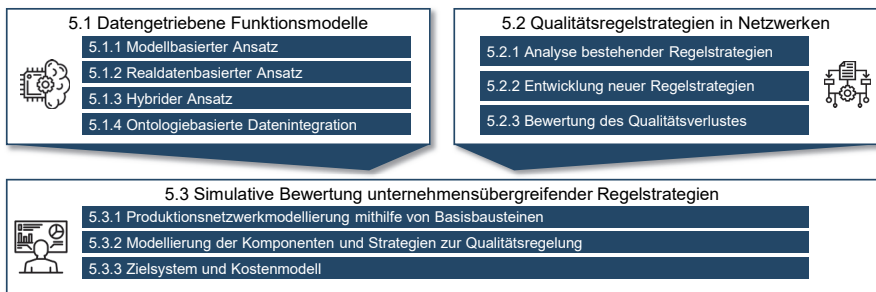 5.1 Datengetriebene Funktionsmodelle
5.1.1 Modellbasierter Ansatz
5.1.2 Realdatenbasierter Ansatz
5.1.3 Hybrider Ansatz
5.1.4 Ontologiebasierte Datenintegration
5.2 Qualitätsregelstrategien in Netzwerken
5.2.1 Analyse bestehender Regelstrategien
5.2.2 Entwicklung neuer Regelstrategien
5.2.3 Bewertung des Qualitätsverlustes
5.3 Simulative Bewertung unternehmensübergreifender Regelstrategien
5.3.1 Produktionsnetzwerkmodellierung mithilfe von Basisbausteinen
5.3.2 Modellierung der Komponenten und Strategien zur Qualitätsregelung
5.3.3 Zielsystem und Kostenmodell